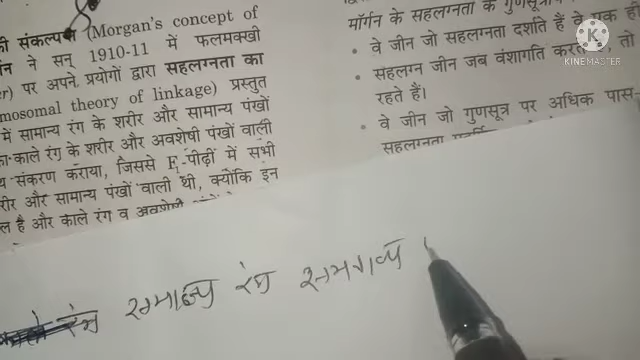 की संकल्पना (Morgan's concept of
ने सन् 1910-11 में फलमक्खी
पर अपने प्रयोगों द्वारा सहलग्नता का
mosomal theory of linkage) प्रस्तुत
में सामान्य रंग के शरीर और सामान्य पंखों
काले रंग के शरीर और अवशेषी पंखों वाली
संकरण कराया, जिससे F₁-पीढ़ी में सभी
और सामान्य पंखों वाली थी, क्योंकि इन
है और काले रंग व अवशेषी
मॉर्गन के सहलग्नता के
• वे जीन जो सहलग्नता दर्शाते हैं वे एक ही
• सहलग्न जीन जब वंशागति करते तो
रहते हैं।
• वे जीन जो गुणसूत्र पर अधिक पास-
सहलग्नता
KINEMASTER
रंग रंग